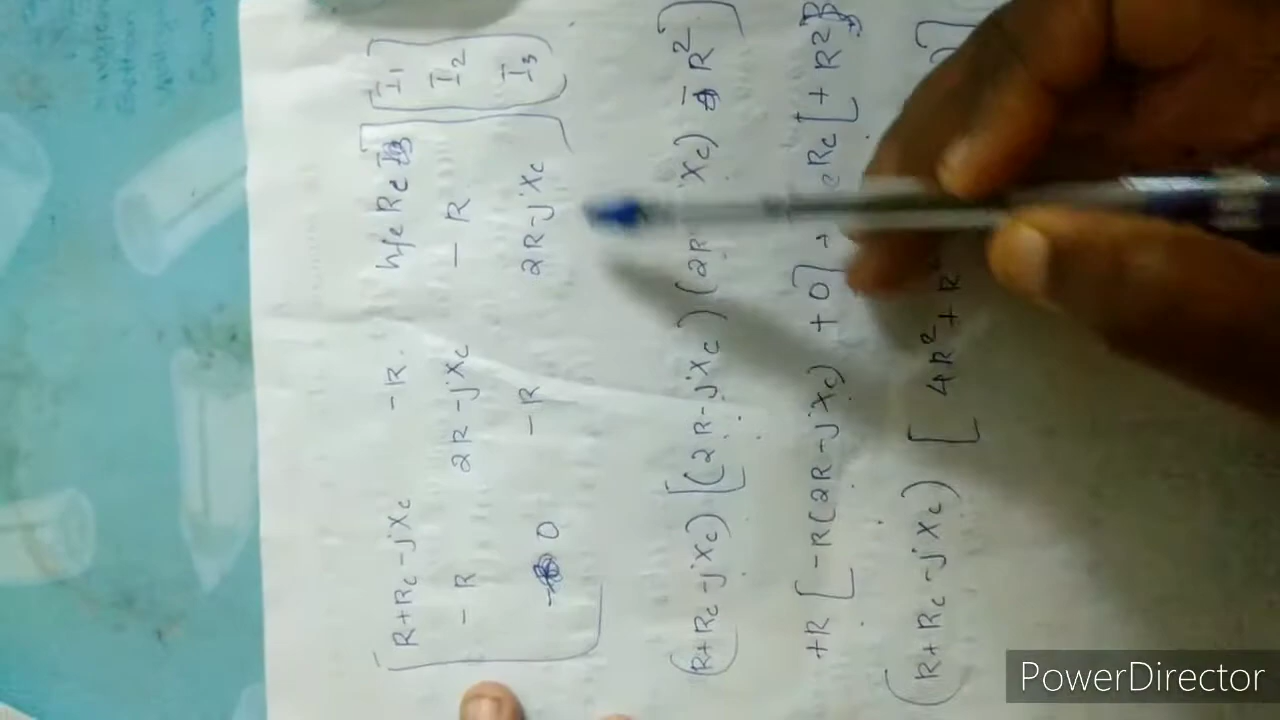 R+Rc-jXc -R hfeRc I1
-R 2R-jXc -R I2
0 -R 2R-jXc I3
(R+Rc-jXc) [(2R-jXc)(2R Xc) - R²]
+R [-R(2R-jXc) +0] Rc [+R²]
(R+Rc-jXc) [4R²+R
PowerDirector